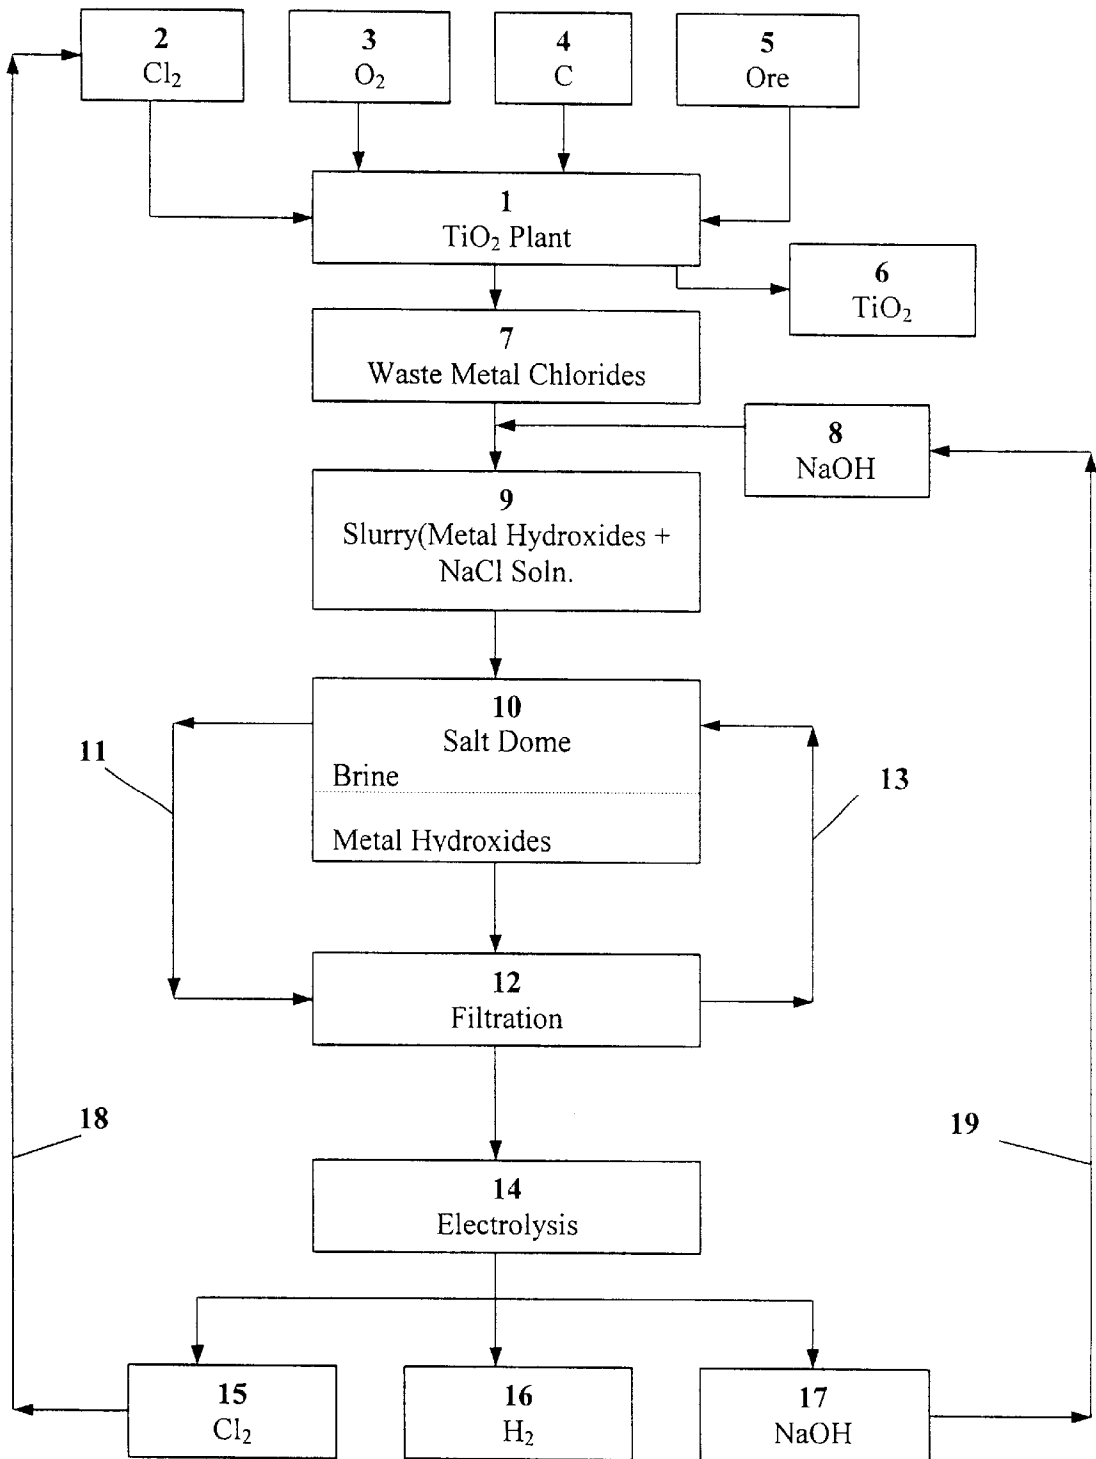 2
Cl₂
3
O₂
4
C
5
Ore
1
TiO₂ Plant
6
TiO₂
7
Waste Metal Chlorides
8
NaOH
9
Slurry(Metal Hydroxides +
NaCl Soln.
10
Salt Dome
Brine
Metal Hydroxides
11
13
12
Filtration
18
19
14
Electrolysis
15
Cl₂
16
H₂
17
NaOH